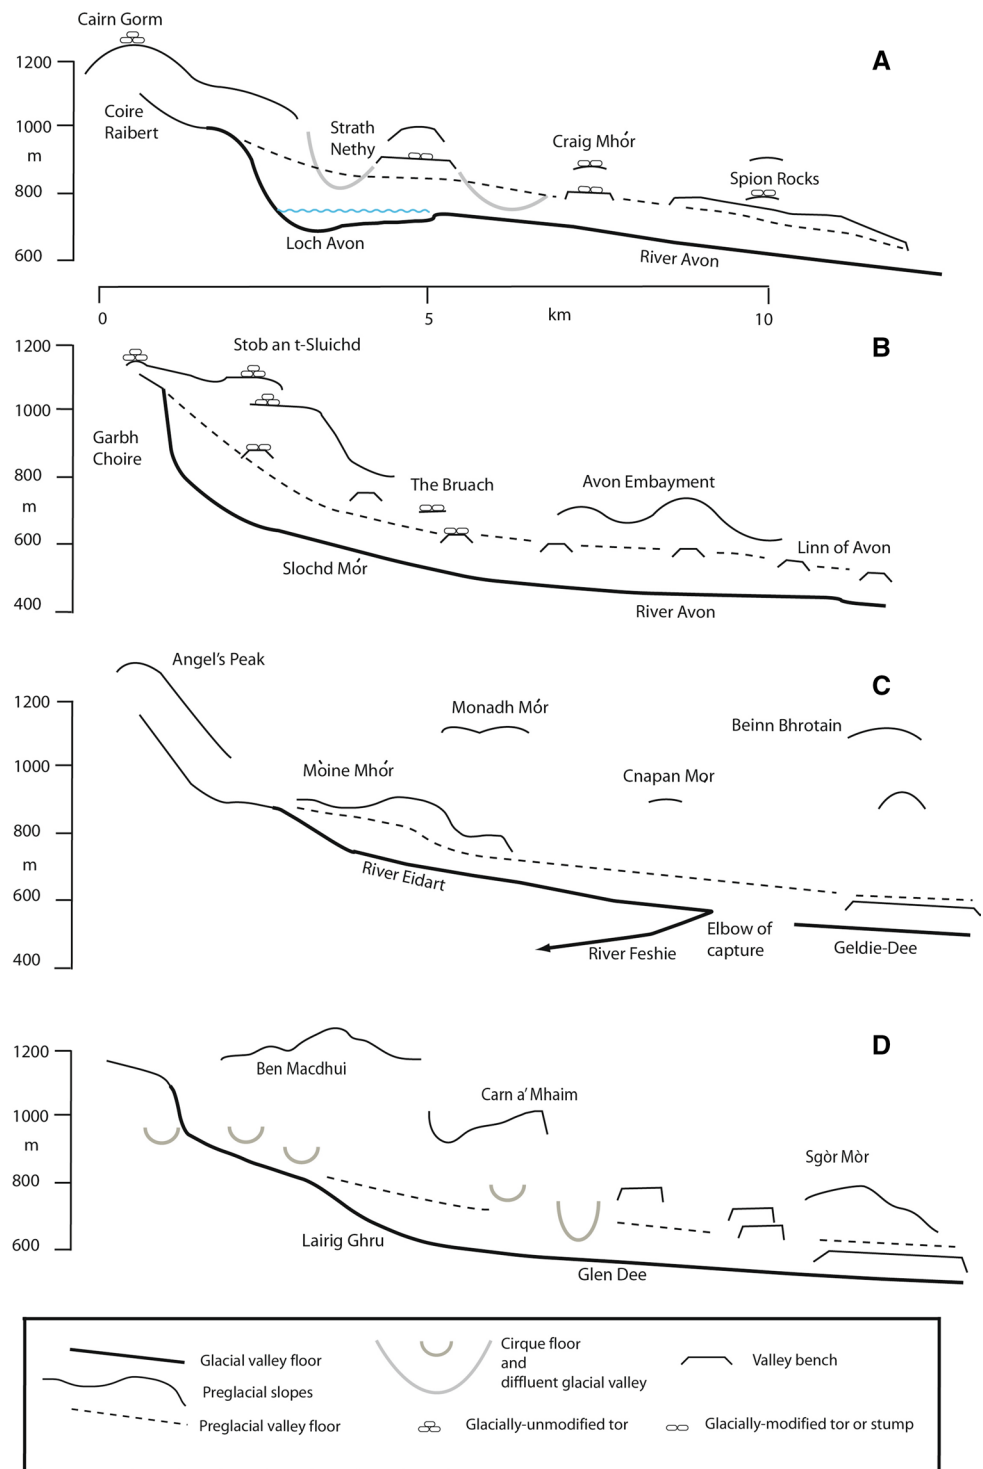 Cairn Gorm
A
1200
Coire
Raibert
1000
Strath
Nethy
Craig Mhór
m
Spion Rocks
800
Loch Avon
600
River Avon
0
5
km
10
B
1200
Stob an t-Sluichd
1000
Garbh
Choire
800
The Bruach
Avon Embayment
m
600
Linn of Avon
Slochd Mór
400
River Avon
Angel's Peak
C
1200
Monadh Mór
Beinn Bhrotain
1000
Mòine Mhór
Cnapan Mor
800
m
River Eidart
600
Elbow of
capture
400
River Feshie
Geldie-Dee
D
1200
Ben Macdhui
Carn a' Mhaim
1000
m
Sgòr Mòr
800
600
Lairig Ghru
Glen Dee
Glacial valley floor
Preglacial slopes
Preglacial valley floor
Cirque floor
and
diffluent glacial valley
Valley bench
Glacially-unmodified tor
Glacially-modified tor or stump